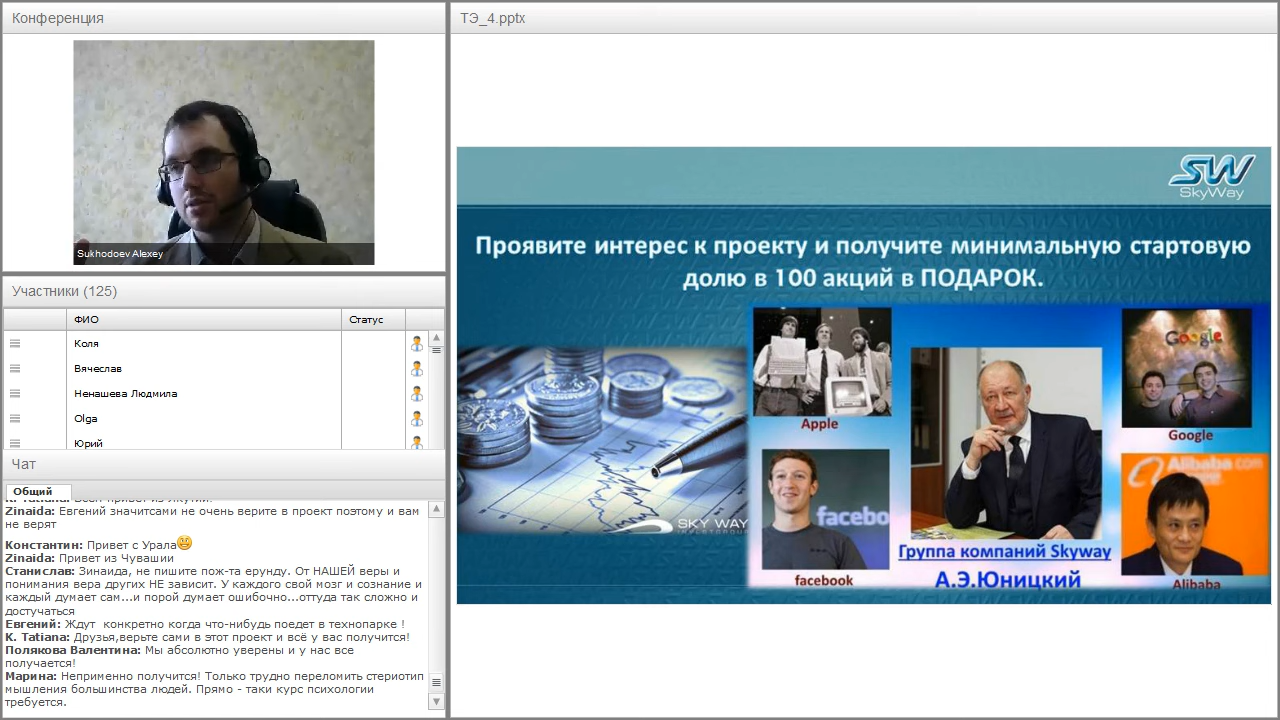 Конференция
Sukhodoev Alexey
Участники (125)
ФИО
Статус
Коля
Вячеслав
Ненашева Людмила
Olga
Юрий
Чат
Общий
Zinaida: Евгений значитсами не очень верите в проект поэтому и вам
не верят
Константин: Привет с Урала
Zinaida: Привет из Чувашии
Станислав: Зинаида, не пишите пож-та ерунду. От НАШЕЙ веры и
понимания вера других НЕ зависит. У каждого свой мозг и сознание и
каждый думает сам...и порой думает ошибочно...оттуда так сложно и
достучаться
Евгений: Ждут конкретно когда что-нибудь поедет в технопарке !
K. Tatiana: Друзья,верьте сами в этот проект и всё у вас получится!
Полякова Валентина: Мы абсолютно уверены и у нас все
получается!
Марина: Неприменно получится! Только трудно переломить стериотип
мышления большинства людей. Прямо - таки курс психологии
требуется.
ТЭ_4.pptx
SW
SkyWay
Проявите интерес к проекту и получите минимальную стартовую
долю в 100 акций в ПОДАРОК.
SKY WAY
Apple
Google
Google
facebo
facebook
Группа компаний Skyway
А.Э.Юницкий
Alibaba.com
Alibaba